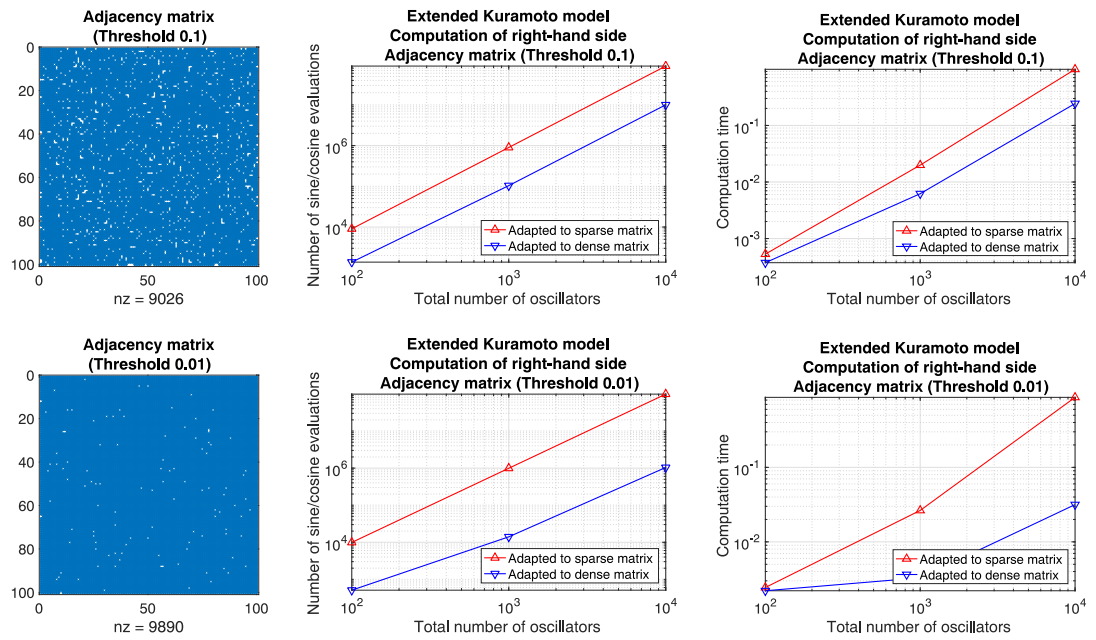 Adjacency matrix
(Threshold 0.1)
0
20
40
60
80
100
0
50
100
nz = 9026
Extended Kuramoto model
Computation of right-hand side
Adjacency matrix (Threshold 0.1)
Number of sine/cosine evaluations
10^6
10^4
Adapted to sparse matrix
Adapted to dense matrix
10^2
10^3
10^4
Total number of oscillators
Extended Kuramoto model
Computation of right-hand side
Adjacency matrix (Threshold 0.1)
Computation time
10^-1
10^-2
10^-3
Adapted to sparse matrix
Adapted to dense matrix
10^2
10^3
10^4
Total number of oscillators
Adjacency matrix
(Threshold 0.01)
0
20
40
60
80
100
0
50
100
nz = 9890
Extended Kuramoto model
Computation of right-hand side
Adjacency matrix (Threshold 0.01)
Number of sine/cosine evaluations
10^6
10^4
Adapted to sparse matrix
Adapted to dense matrix
10^2
10^3
10^4
Total number of oscillators
Extended Kuramoto model
Computation of right-hand side
Adjacency matrix (Threshold 0.01)
Computation time
10^-1
10^-2
Adapted to sparse matrix
Adapted to dense matrix
10^2
10^3
10^4
Total number of oscillators